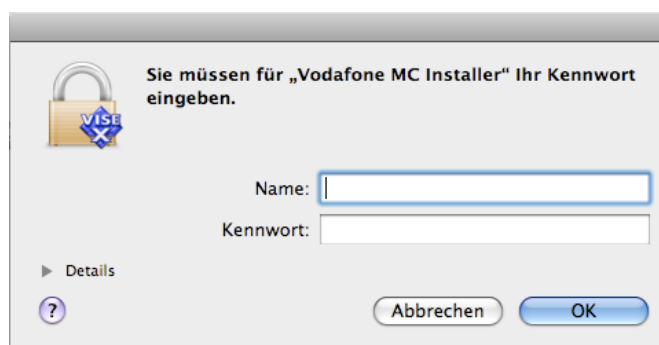 Sie müssen für „Vodafone MC Installer“ Ihr Kennwort
eingeben.
VISE
X
Name:
Kennwort:
Details
?
Abbrechen
OK